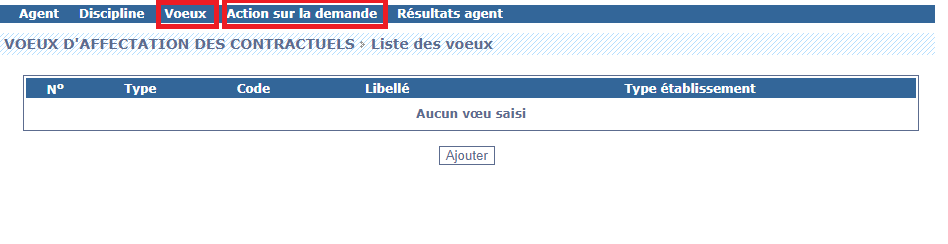 Agent Discipline Voeux Action sur la demande Résultats agent
VOEUX D'AFFECTATION DES CONTRACTUELS > Liste des voeux
N° Type Code Libellé Type établissement
Aucun vœu saisi
Ajouter